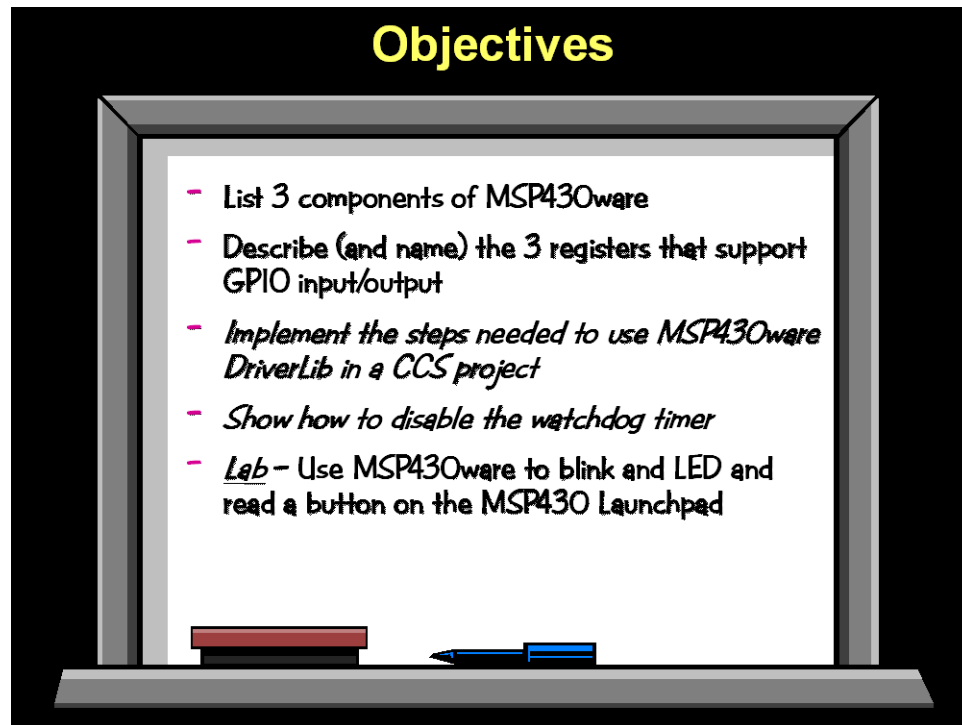 Objectives
- List 3 components of MSP430ware
- Describe (and name) the 3 registers that support
GPIO input/output
- Implement the steps needed to use MSP430ware
DriverLib in a CCS project
- Show how to disable the watchdog timer
- Lab – Use MSP430ware to blink and LED and
read a button on the MSP430 Launchpad